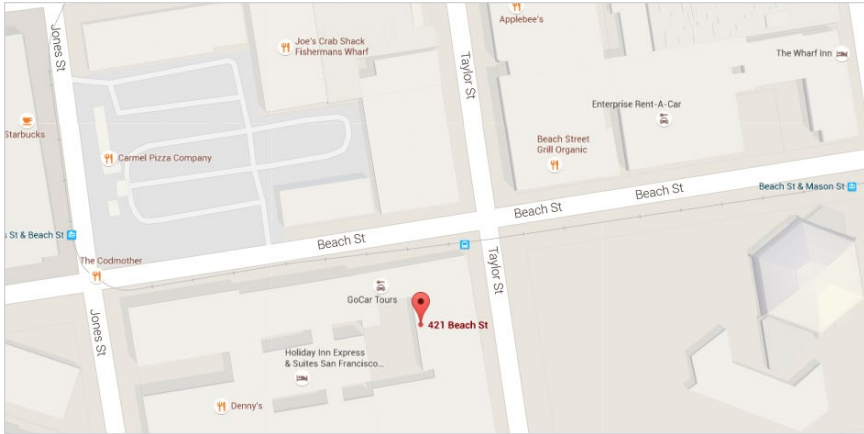 Jones St
Joe's Crab Shack
Fishermans Wharf
Taylor St
Applebee's
The Wharf Inn
Enterprise Rent-A-Car
Starbucks
Carmel Pizza Company
Beach Street
Grill Organic
Beach St
Beach St & Mason St
Beach St
s St & Beach St
Beach St
The Codmother
Taylor St
GoCar Tours
421 Beach St
Jones St
Holiday Inn Express
& Suites San Francisco...
Denny's